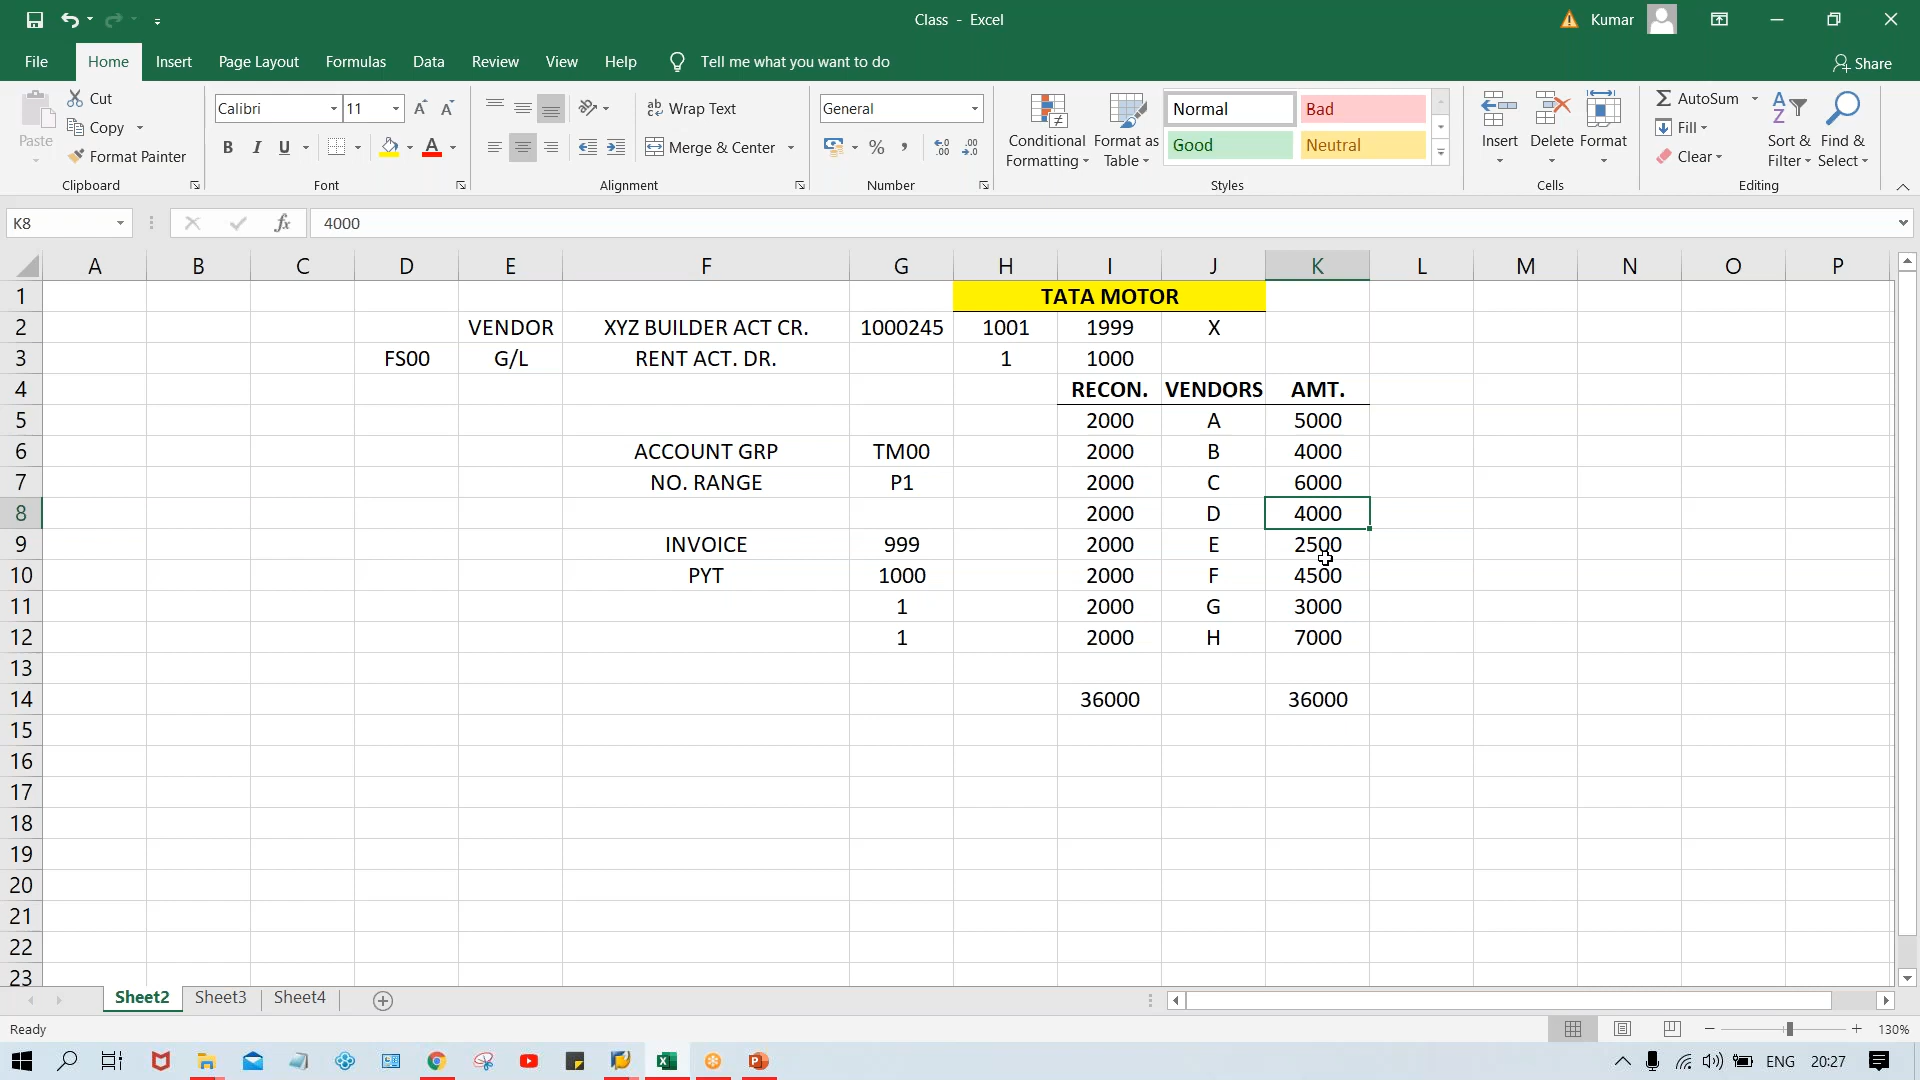 Class - Excel
Kumar
File Home Insert Page Layout Formulas Data Review View Help Tell me what you want to do Share
Paste
Cut
Copy
Format Painter
Calibri 11
B I U
Wrap Text
Merge & Center
General
% ,
Conditional Formatting
Format as Table
Normal Bad
Good Neutral
Insert Delete Format
AutoSum
Fill
Clear
Sort & Filter
Find & Select
Clipboard Font Alignment Number Styles Cells Editing
K8 fx 4000
A B C D E F G H I J K L M N O P
1 TATA MOTOR
2 VENDOR XYZ BUILDER ACT CR. 1000245 1001 1999 X
3 FS00 G/L RENT ACT. DR. 1 1000
4 RECON. VENDORS AMT.
5 2000 A 5000
6 ACCOUNT GRP TM00 2000 B 4000
7 NO. RANGE P1 2000 C 6000
8 2000 D 4000
9 INVOICE 999 2000 E 2500
10 PYT 1000 2000 F 4500
11 1 2000 G 3000
12 1 2000 H 7000
13
14 36000 36000
15
16
17
18
19
20
21
22
23
Sheet2 Sheet3 Sheet4
Ready 130%
ENG 20:27